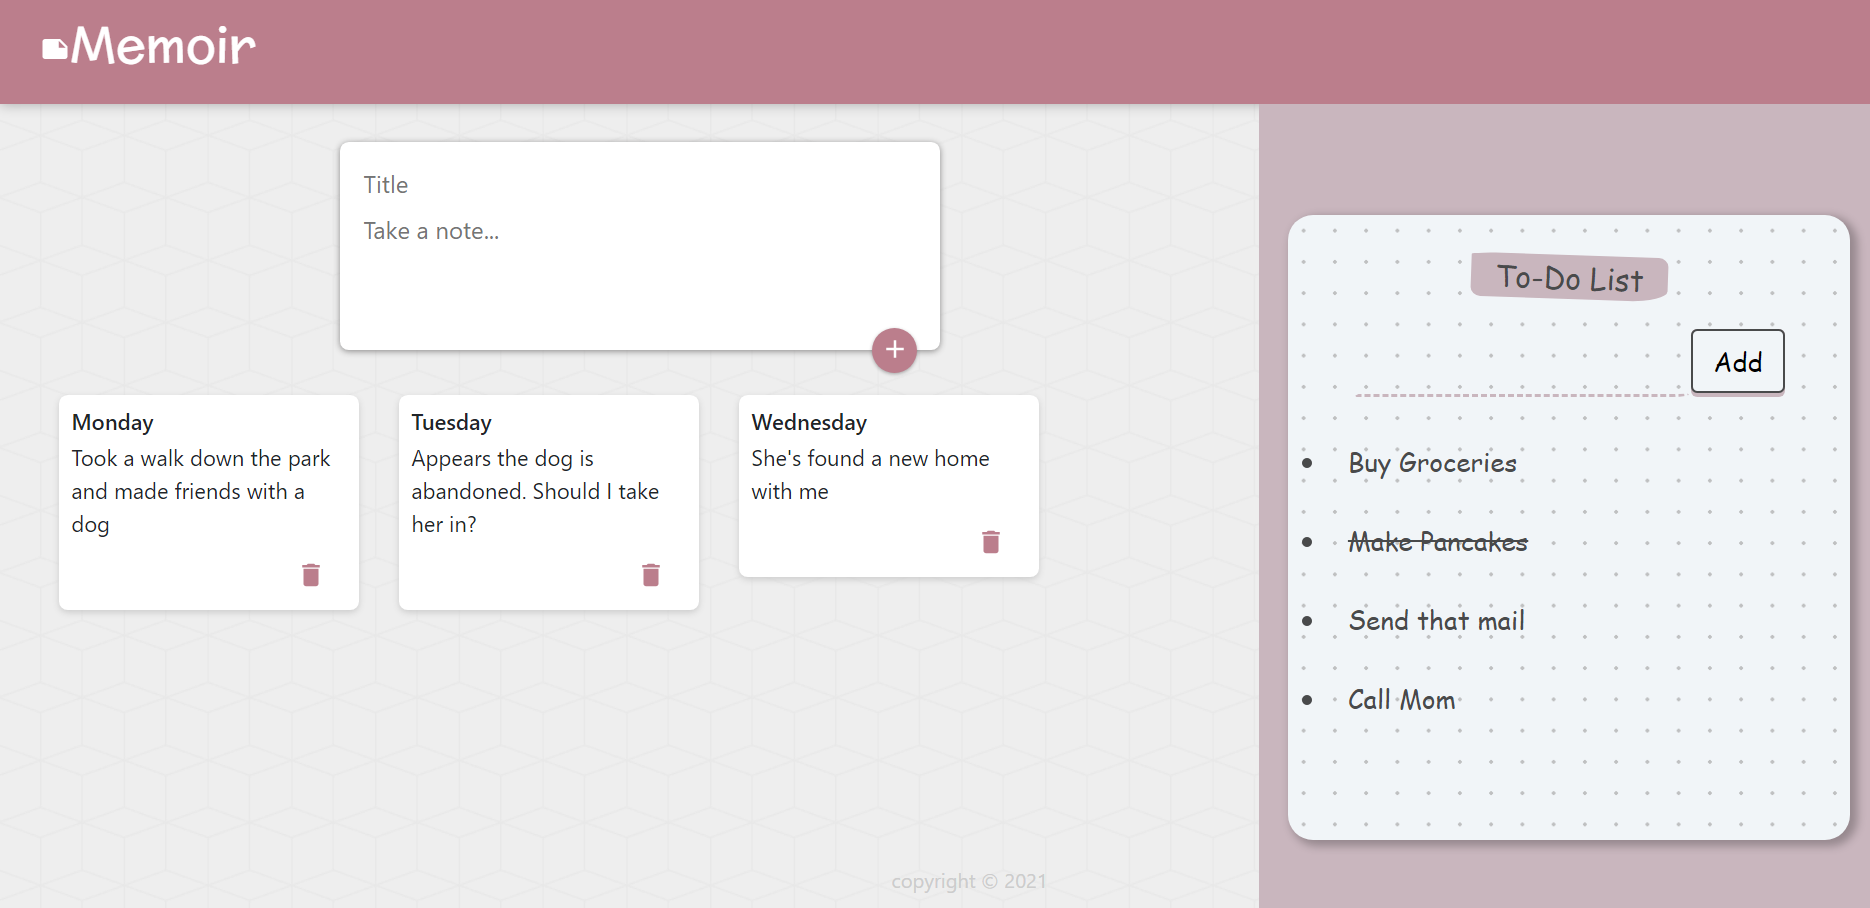 Memoir
Title
Take a note...
Monday
Took a walk down the park
and made friends with a
dog
Tuesday
Appears the dog is
abandoned. Should I take
her in?
Wednesday
She's found a new home
with me
To-Do List
Add
Buy Groceries
Make Pancakes
Send that mail
Call Mom
copyright © 2021